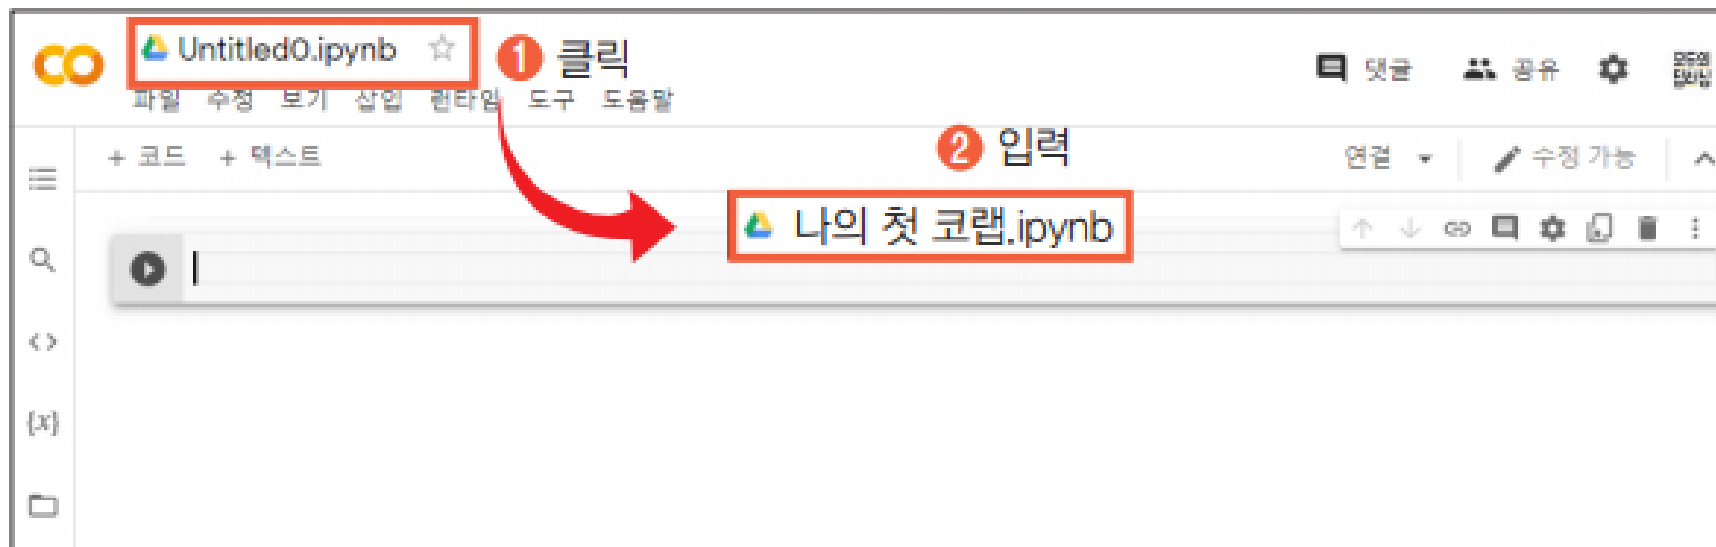 CO Untitled0.ipynb 1 클릭 댓글 공유
파일 수정 보기 삽입 런타임 도구 도움말
+ 코드 + 텍스트 2 입력 연결 수정 가능
나의 첫 코랩.ipynb
<>
{x}